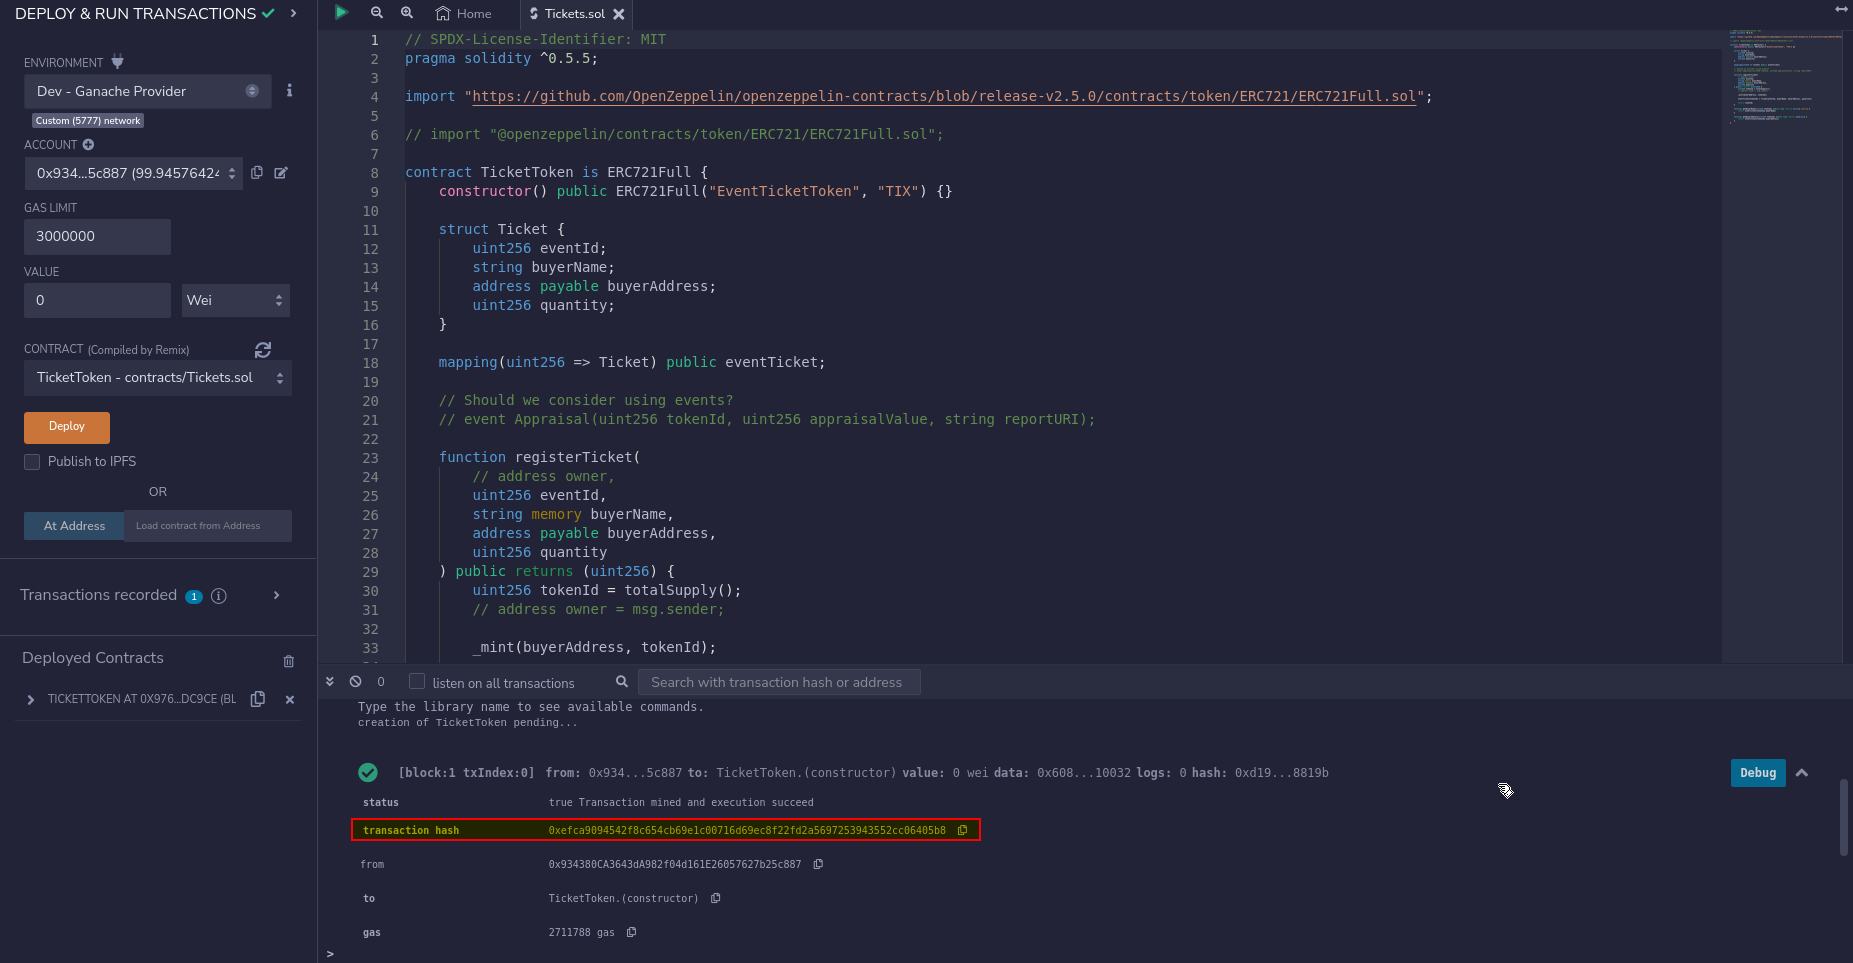 DEPLOY & RUN TRANSACTIONS
ENVIRONMENT
Dev - Ganache Provider
Custom (5777) network
ACCOUNT
0x934...5c887 (99.94576424
GAS LIMIT
3000000
VALUE
0 Wei
CONTRACT (Compiled by Remix)
TicketToken - contracts/Tickets.sol
Deploy
Publish to IPFS
OR
At Address Load contract from Address
Transactions recorded 1
Deployed Contracts
TICKETTOKEN AT 0X976...DC9CE (BL
Home Tickets.sol
1 // SPDX-License-Identifier: MIT
2 pragma solidity ^0.5.5;
3
4 import "https://github.com/OpenZeppelin/openzeppelin-contracts/blob/release-v2.5.0/contracts/token/ERC721/ERC721Full.sol";
5
6 // import "@openzeppelin/contracts/token/ERC721/ERC721Full.sol";
7
8 contract TicketToken is ERC721Full {
9 constructor() public ERC721Full("EventTicketToken", "TIX") {}
10
11 struct Ticket {
12 uint256 eventId;
13 string buyerName;
14 address payable buyerAddress;
15 uint256 quantity;
16 }
17
18 mapping(uint256 => Ticket) public eventTicket;
19
20 // Should we consider using events?
21 // event Appraisal(uint256 tokenId, uint256 appraisalValue, string reportURI);
22
23 function registerTicket(
24 // address owner,
25 uint256 eventId,
26 string memory buyerName,
27 address payable buyerAddress,
28 uint256 quantity
29 ) public returns (uint256) {
30 uint256 tokenId = totalSupply();
31 // address owner = msg.sender;
32
33 _mint(buyerAddress, tokenId);
0 listen on all transactions Search with transaction hash or address
Type the library name to see available commands.
creation of TicketToken pending...
[block:1 txIndex:0] from: 0x934...5c887 to: TicketToken.(constructor) value: 0 wei data: 0x608...10032 logs: 0 hash: 0xd19...8819b
Debug
status true Transaction mined and execution succeed
transaction hash 0xefca9094542f8c654cb69e1c00716d69ec8f22fd2a5697253943552cc06405b8
from 0x934380CA3643dA982f04d161E26057627b25c887
to TicketToken.(constructor)
gas 2711788 gas
>